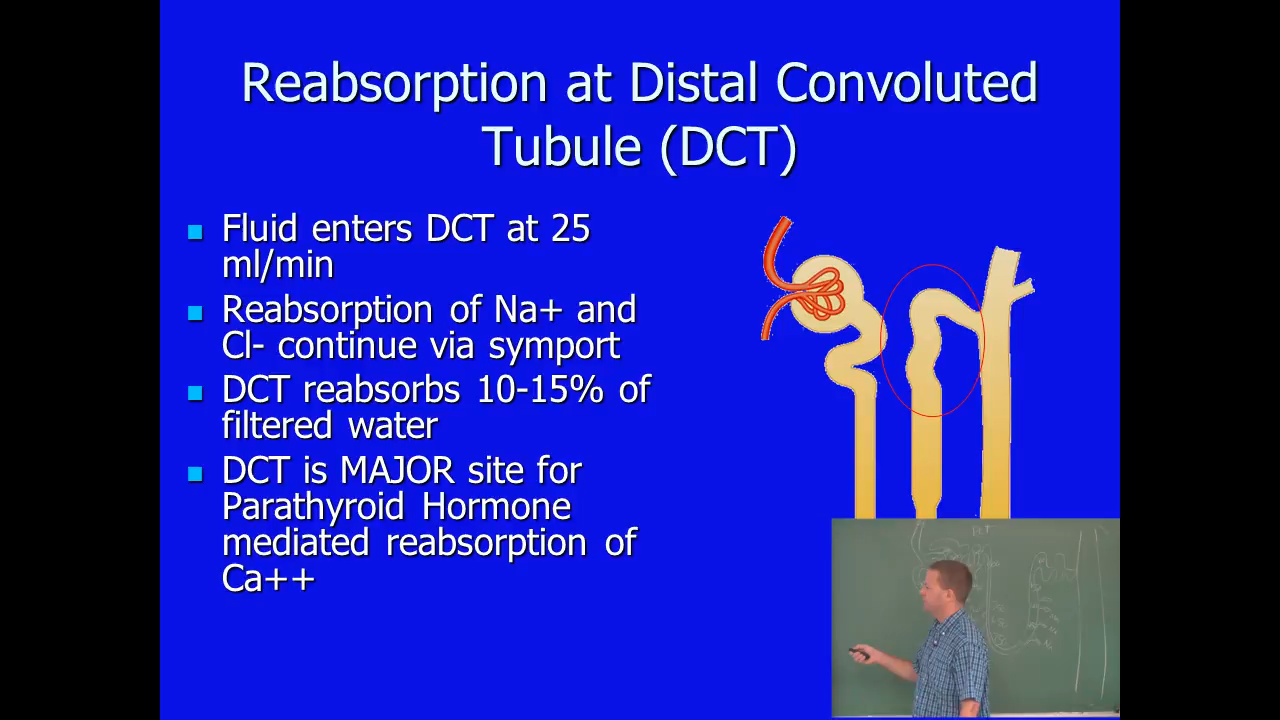 Reabsorption at Distal Convoluted
Tubule (DCT)
Fluid enters DCT at 25
ml/min
Reabsorption of Na+ and
Cl- continue via symport
DCT reabsorbs 10-15% of
filtered water
DCT is MAJOR site for
Parathyroid Hormone
mediated reabsorption of
Ca++
DCT